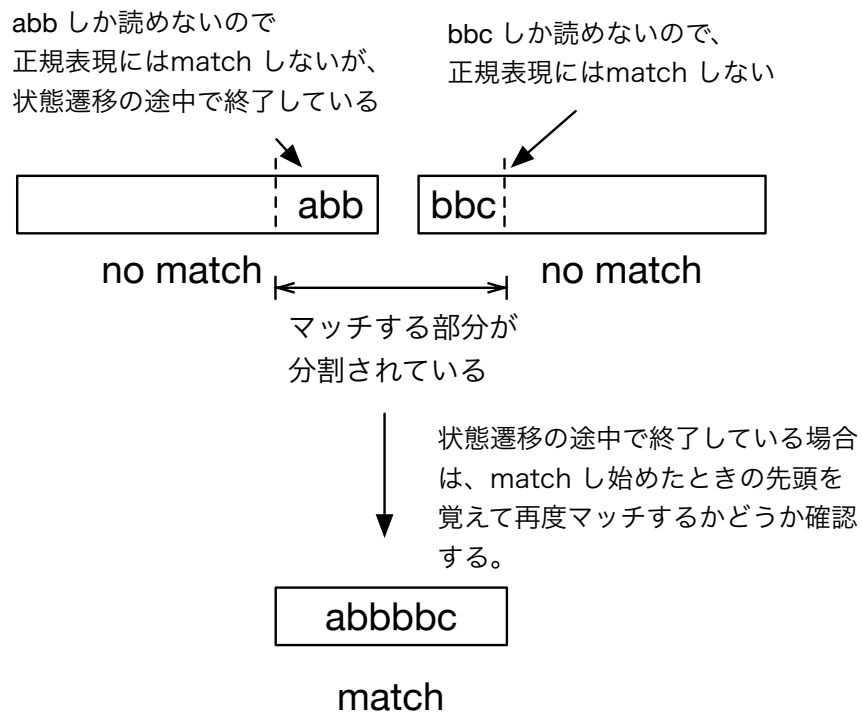 abb しか読めないので
正規表現にはmatch しないが、
状態遷移の途中で終了している
bbc しか読めないので、
正規表現にはmatch しない
abb
bbc
no match
no match
マッチする部分が
分割されている
状態遷移の途中で終了している場合
は、match し始めたときの先頭を
覚えて再度マッチするかどうか確認
する。
abbbbc
match